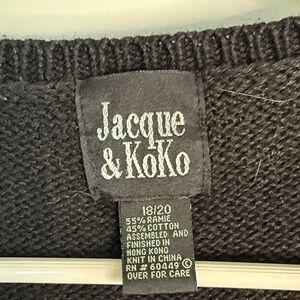 Jacque
& KoKo
18/20
55% RAMIE
45% COTTON
ASSEMBLED AND
FINISHED IN
HONG KONG
KNIT IN CHINA
RN # 60449 ©
OVER FOR CARE